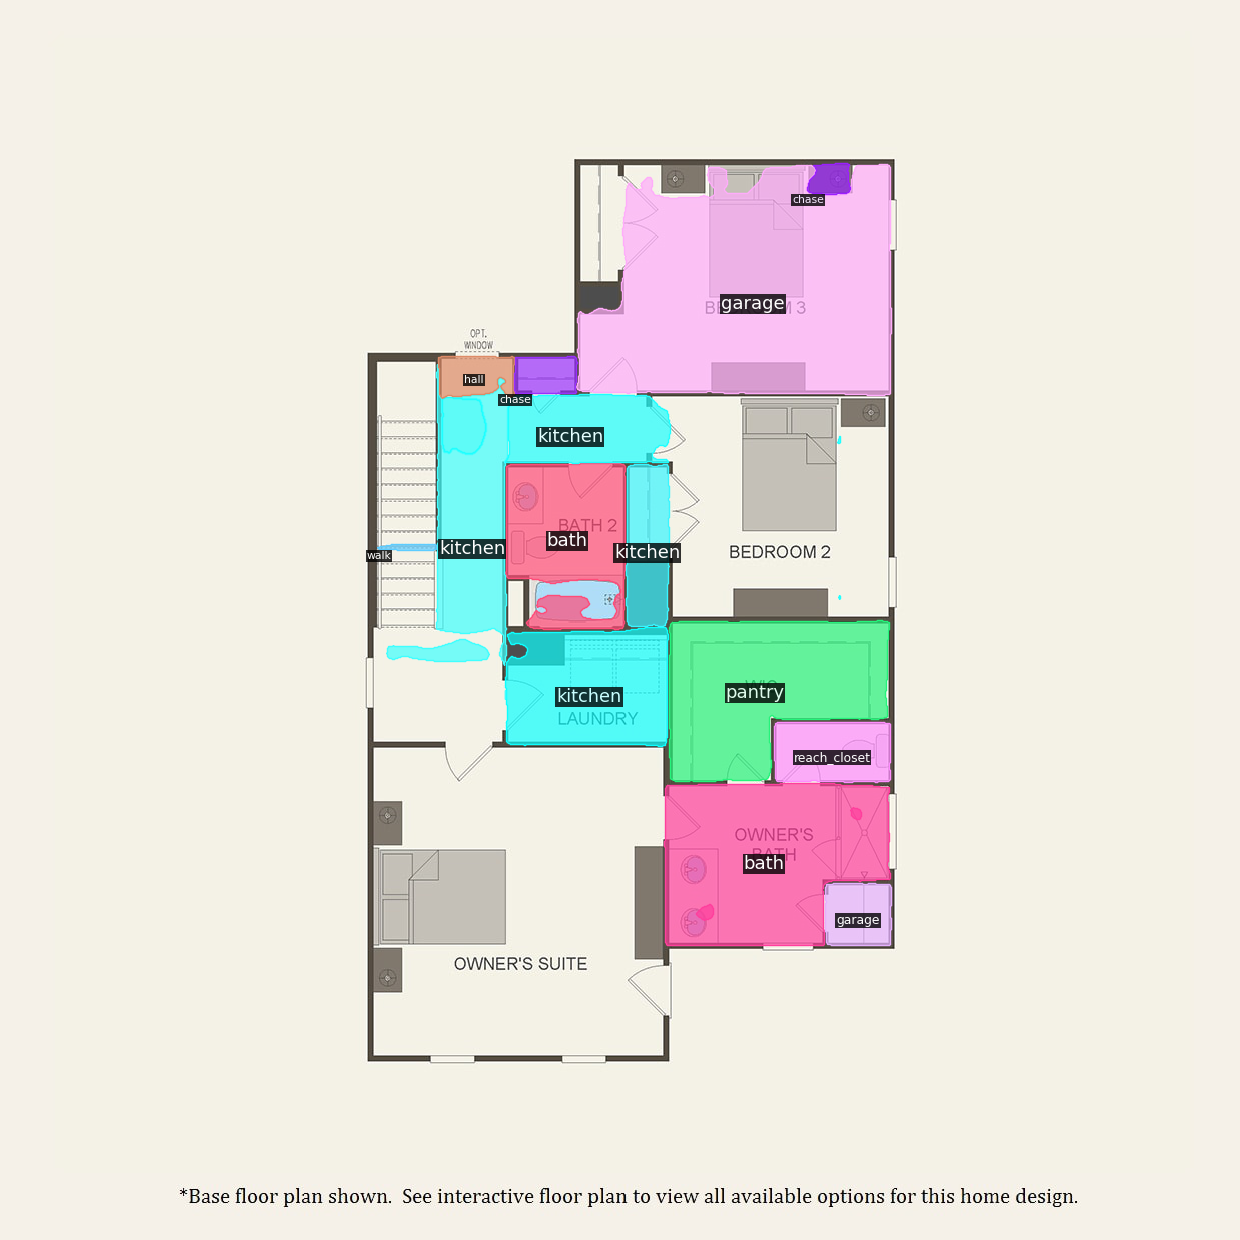 chase
garage
BEDROOM 3
OPT.
WINDOW
hall
chase
kitchen
BATH 2
bath
kitchen
kitchen
walk
BEDROOM 2
pantry
kitchen
LAUNDRY
reach_closet
OWNER'S
BATH
bath
garage
OWNER'S SUITE
*Base floor plan shown. See interactive floor plan to view all available options for this home design.